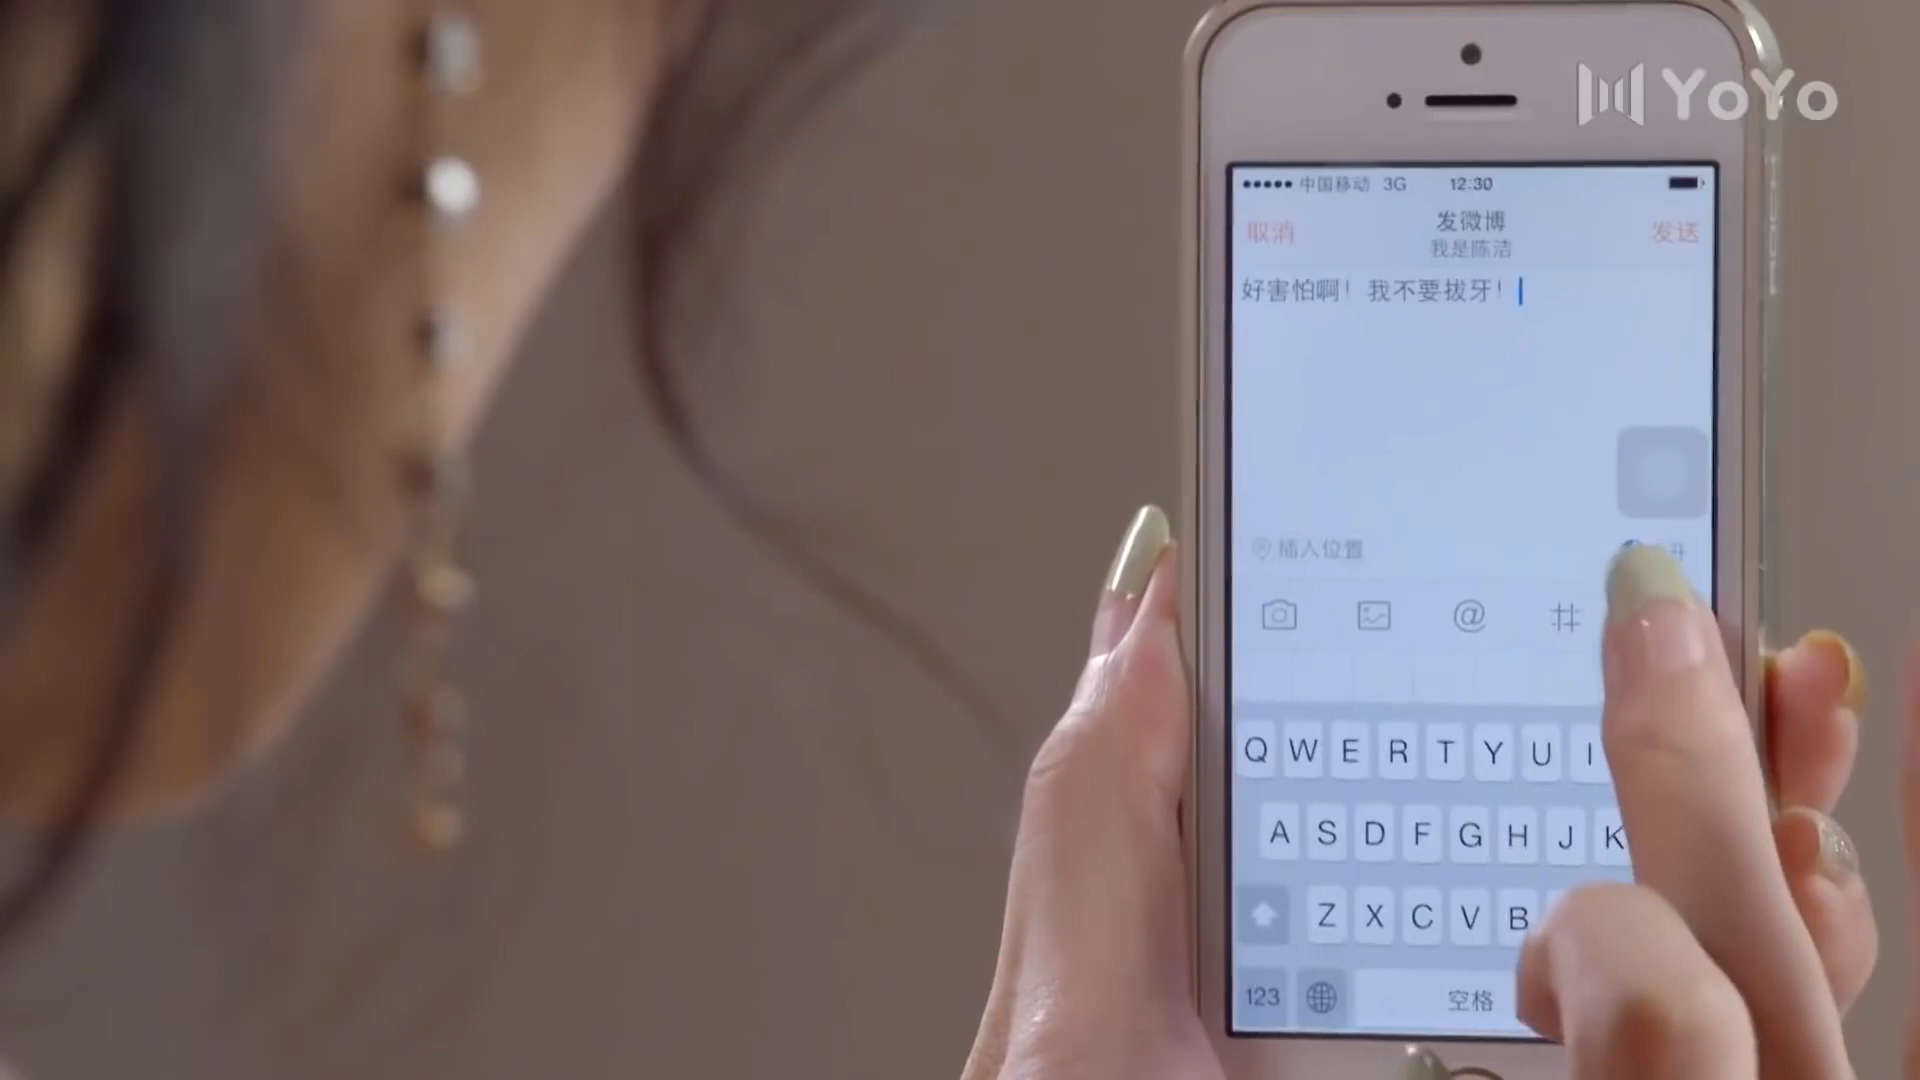 YoYo
中国移动 3G 12:30
取消 发微博 发送
我是陈洁
好害怕啊！我不要拔牙！
插入位置
开
@
Q W E R T Y U I
A S D F G H J K
Z X C V B
123 空格